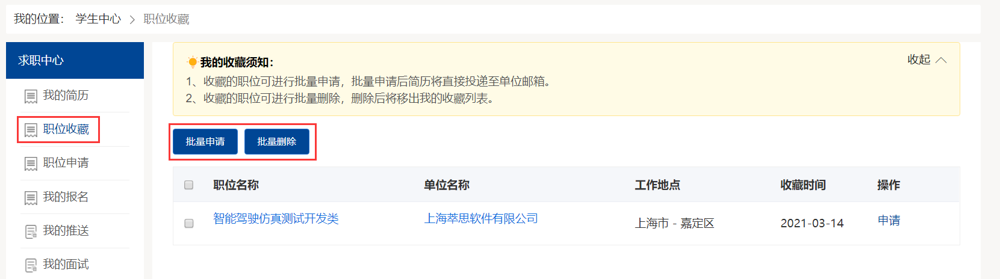 我的位置： 学生中心 > 职位收藏
求职中心
我的简历
职位收藏
职位申请
我的报名
我的推送
我的面试
我的收藏须知：
收起
1、收藏的职位可进行批量申请，批量申请后简历将直接投递至单位邮箱。
2、收藏的职位可进行批量删除，删除后将移出我的收藏列表。
批量申请 批量删除
职位名称 单位名称 工作地点 收藏时间 操作
智能驾驶仿真测试开发类 上海萃思软件有限公司 上海市 - 嘉定区 2021-03-14 申请